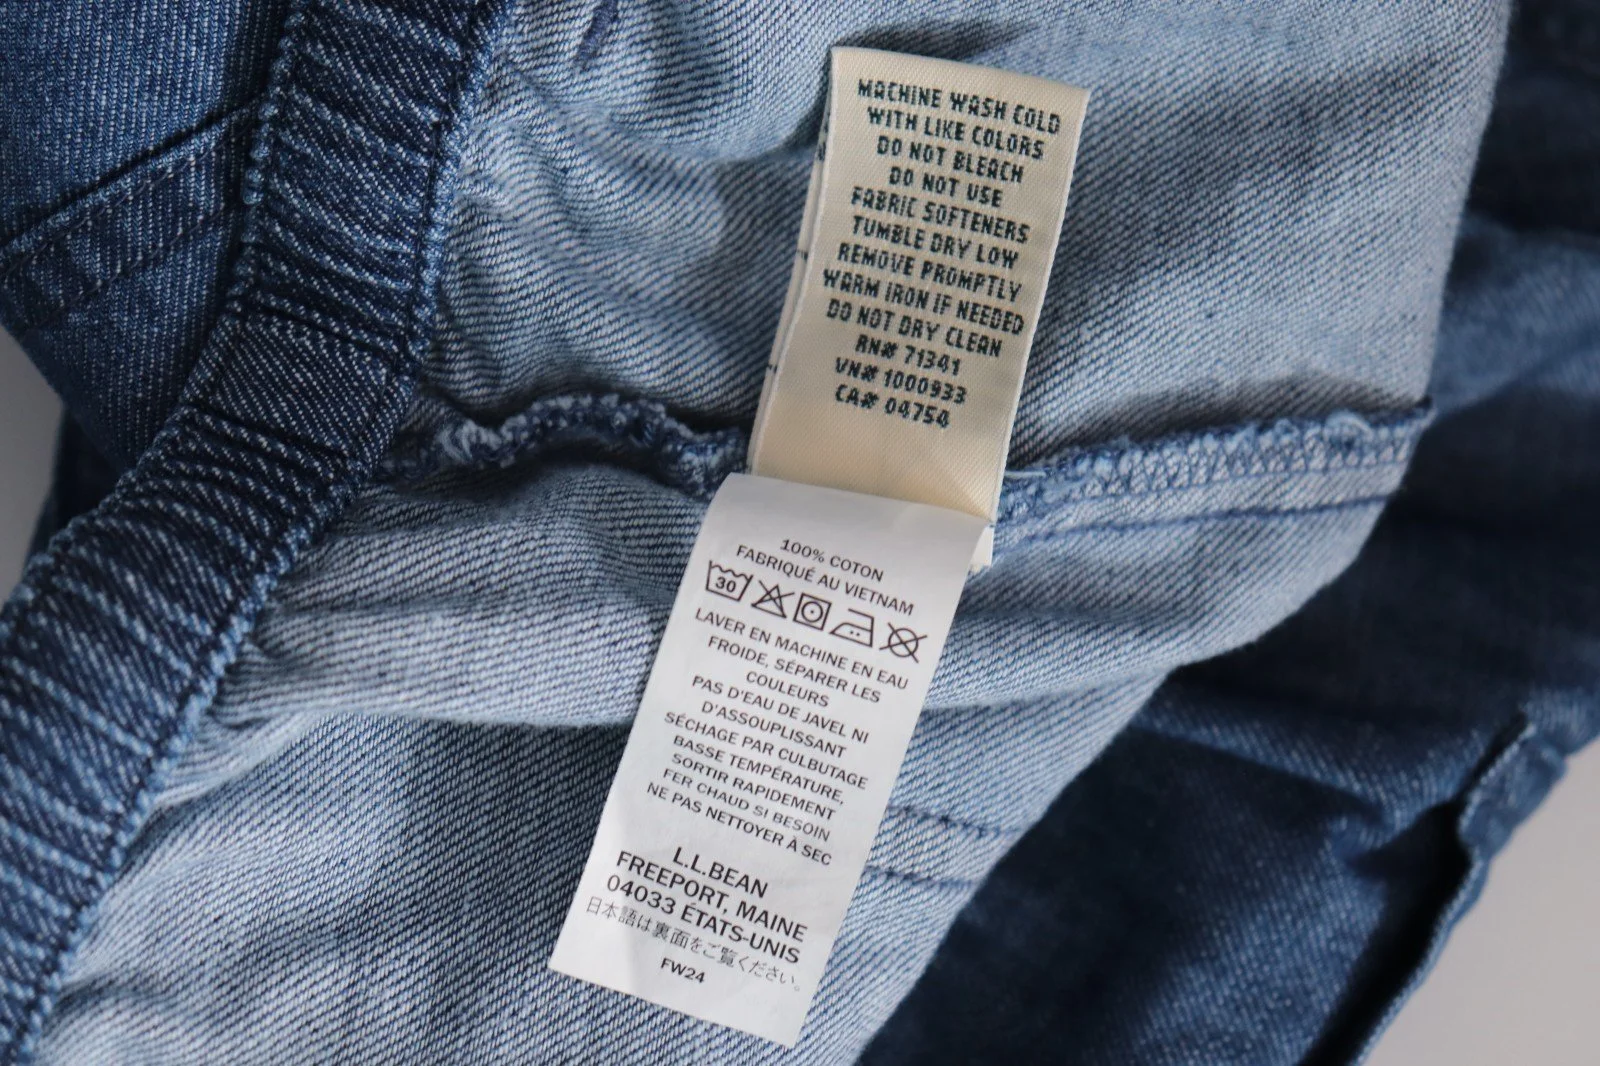 MACHINE WASH COLD
WITH LIKE COLORS
DO NOT BLEACH
DO NOT USE
FABRIC SOFTENERS
TUMBLE DRY LOW
REMOVE PROMPTLY
WARM IRON IF NEEDED
DO NOT DRY CLEAN
RN# 71341
VN# 1000933
CA# 04754
100% COTON
FABRIQUÉ AU VIETNAM
30
LAVER EN MACHINE EN EAU
FROIDE, SÉPARER LES
COULEURS
PAS D'EAU DE JAVEL NI
D'ASSOUPLISSANT
SÉCHAGE PAR CULBUTAGE
BASSE TEMPÉRATURE,
SORTIR RAPIDEMENT
FER CHAUD SI BESOIN
NE PAS NETTOYER À SEC
L.L.BEAN
FREEPORT, MAINE
04033 ÉTATS-UNIS
日本語は裏面をご覧ください。
FW24